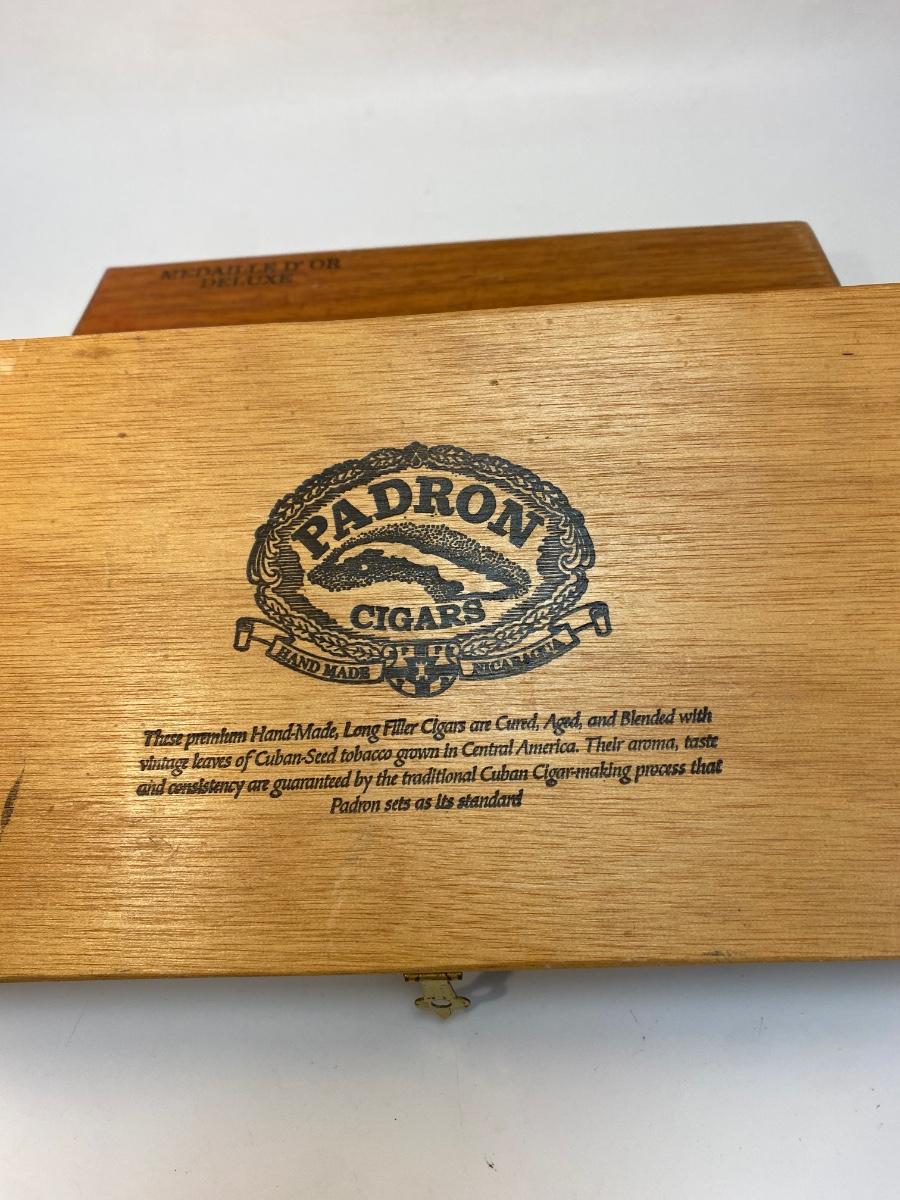 MEDAILLE D'OR
DELUXE
PADRON
CIGARS
HAND MADE
NICARAGUA
These premium Hand-Made, Long Filler Cigars are Cured, Aged, and Blended with
vintage leaves of Cuban-Seed tobacco grown in Central America. Their aroma, taste
and consistency are guaranteed by the traditional Cuban Cigar-making process that
Padron sets as its standard